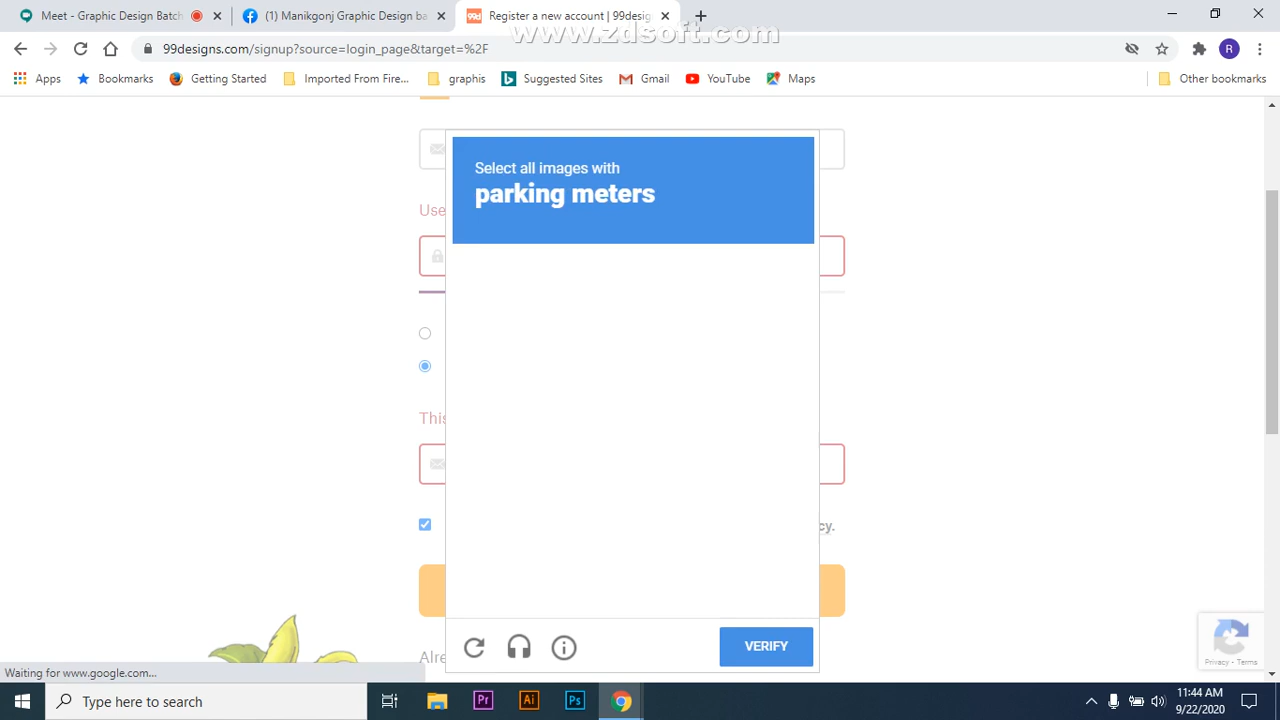 Meet - Graphic Design Batch
(1) Manikgonj Graphic Design ba
Register a new account | 99desig
www.zdsoft.com
99designs.com/signup?source=login_page&target=%2F
R
Apps
Bookmarks
Getting Started
Imported From Fire...
graphis
Suggested Sites
Gmail
YouTube
Maps
Other bookmarks
Select all images with
parking meters
Use
This
cy.
VERIFY
Alre
Privacy - Terms
Waiting for www.google.com...
Type here to search
Pr
Ai
Ps
11:44 AM
9/22/2020